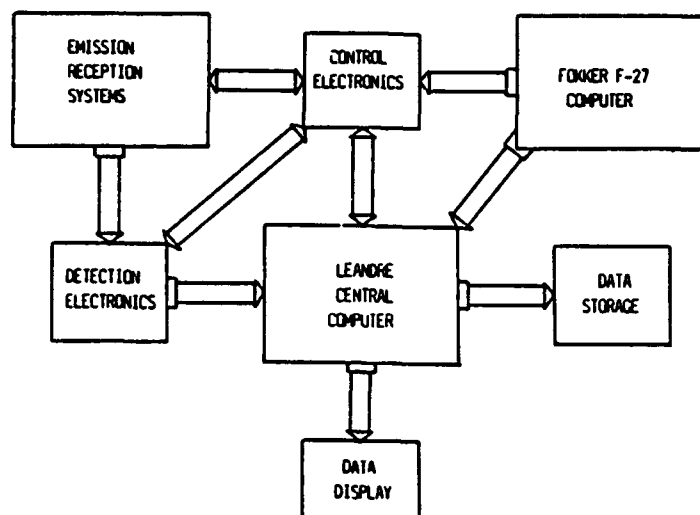 EMISSION
RECEPTION
SYSTEMS
CONTROL
ELECTRONICS
FOKKER F-27
COMPUTER
DETECTION
ELECTRONICS
LEANDRE
CENTRAL
COMPUTER
DATA
STORAGE
DATA
DISPLAY